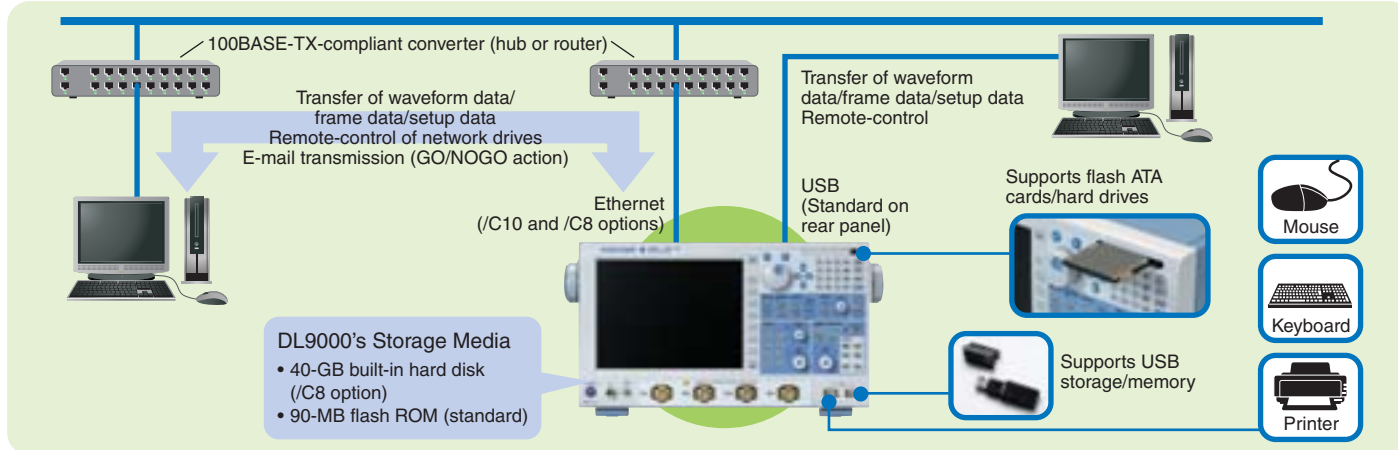 100BASE-TX-compliant converter (hub or router)
Transfer of waveform data/
frame data/setup data
Remote-control of network drives
E-mail transmission (GO/NOGO action)
Transfer of waveform
data/frame data/setup data
Remote-control
Ethernet
(/C10 and /C8 options)
USB
(Standard on
rear panel)
Supports flash ATA
cards/hard drives
Mouse
Keyboard
DL9000's Storage Media
• 40-GB built-in hard disk
(/C8 option)
• 90-MB flash ROM (standard)
Supports USB
storage/memory
Printer